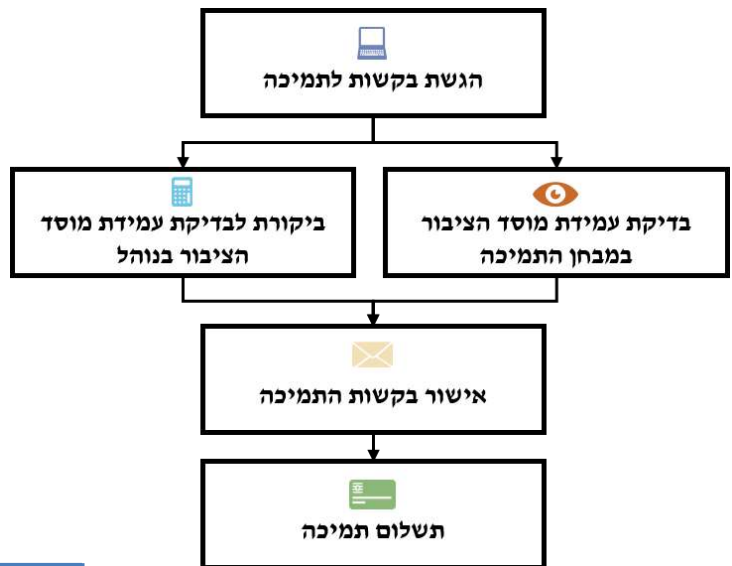 הגשת בקשות לתמיכה
בדיקת עמידת מוסד הציבור
במבחן התמיכה
ביקורת לבדיקת עמידת מוסד
הציבור בנוהל
אישור בקשות התמיכה
תשלום תמיכה